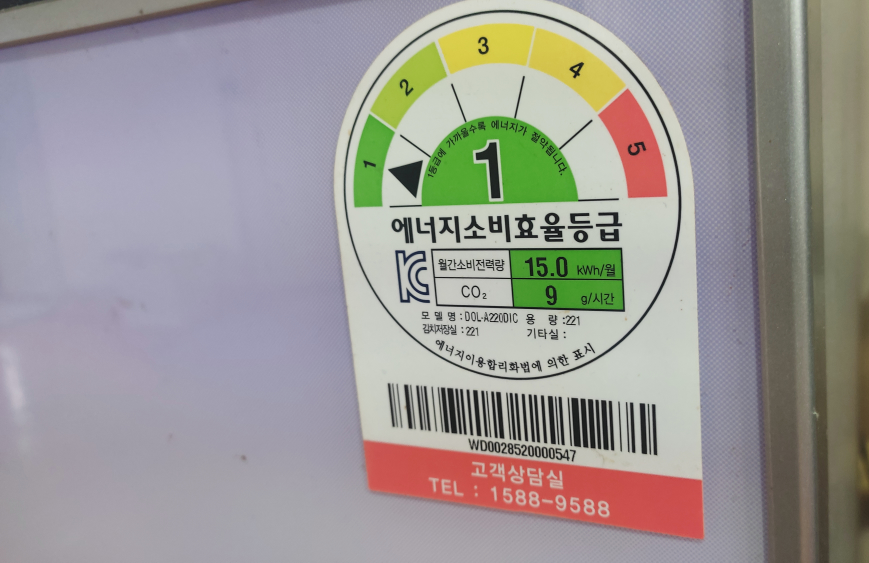 1 2 3 4 5
1등급에 가까울수록 에너지가 절약됩니다.
1
에너지소비효율등급
월간소비전력량 15.0 kWh/월
CO₂ 9 g/시간
모 델 명 : DOL-A220DIC 용 량 :221
김치저장실 : 221 기타실 :
에너지이용합리화법에 의한 표시
WD0028520000547
고객상담실
TEL : 1588-9588